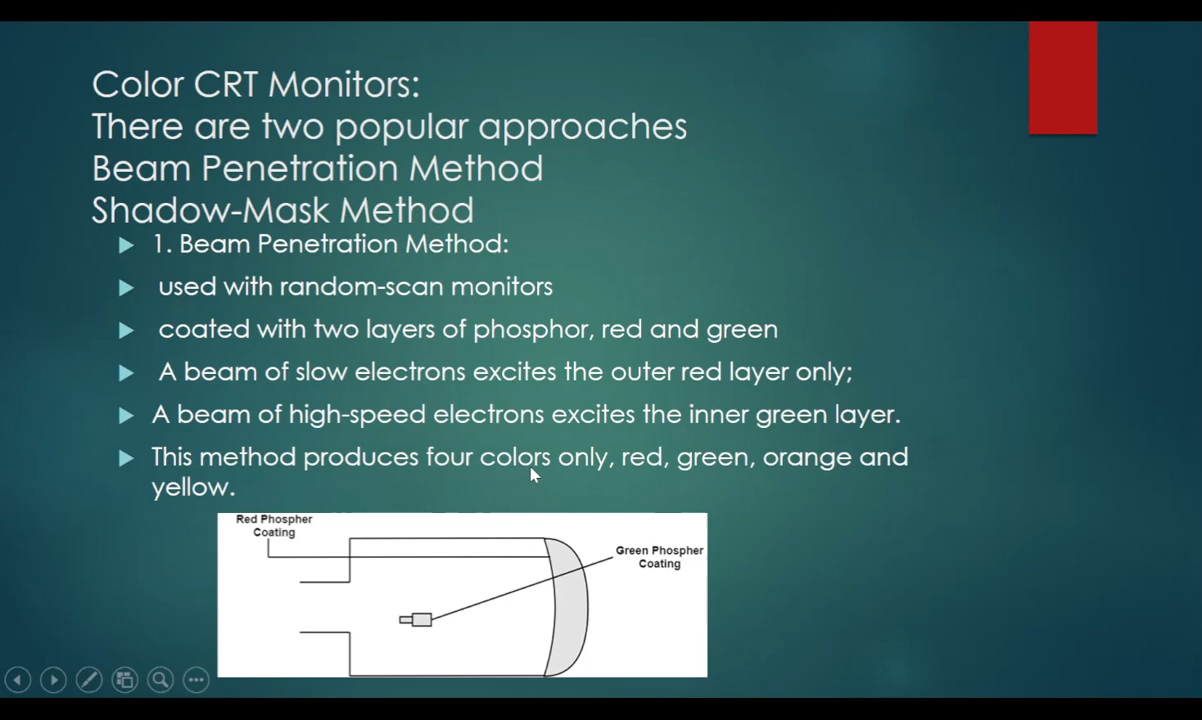 Color CRT Monitors:
There are two popular approaches
Beam Penetration Method
Shadow-Mask Method
1. Beam Penetration Method:
used with random-scan monitors
coated with two layers of phosphor, red and green
A beam of slow electrons excites the outer red layer only;
A beam of high-speed electrons excites the inner green layer.
This method produces four colors only, red, green, orange and
yellow.
Red Phospher
Coating
Green Phospher
Coating